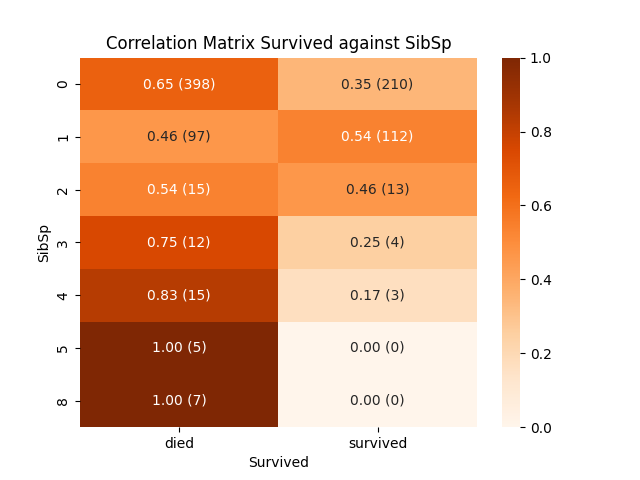 Correlation Matrix Survived against SibSp
1.0
0 0.65 (398) 0.35 (210)
0.8
1 0.46 (97) 0.54 (112)
2 0.54 (15) 0.46 (13)
0.6
SibSp
3 0.75 (12) 0.25 (4)
0.4
4 0.83 (15) 0.17 (3)
5 1.00 (5) 0.00 (0)
0.2
8 1.00 (7) 0.00 (0)
0.0
died survived
Survived